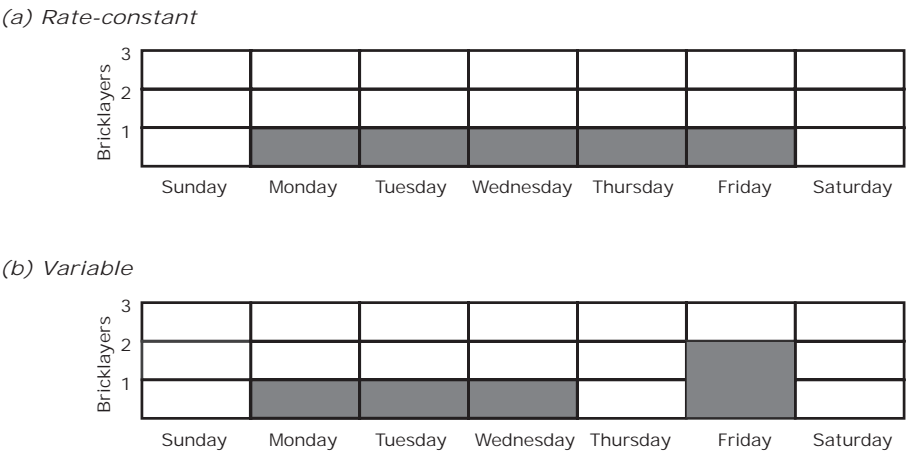 (a) Rate-constant
Bricklayers
3
2
1
Sunday Monday Tuesday Wednesday Thursday Friday Saturday
(b) Variable
Bricklayers
3
2
1
Sunday Monday Tuesday Wednesday Thursday Friday Saturday